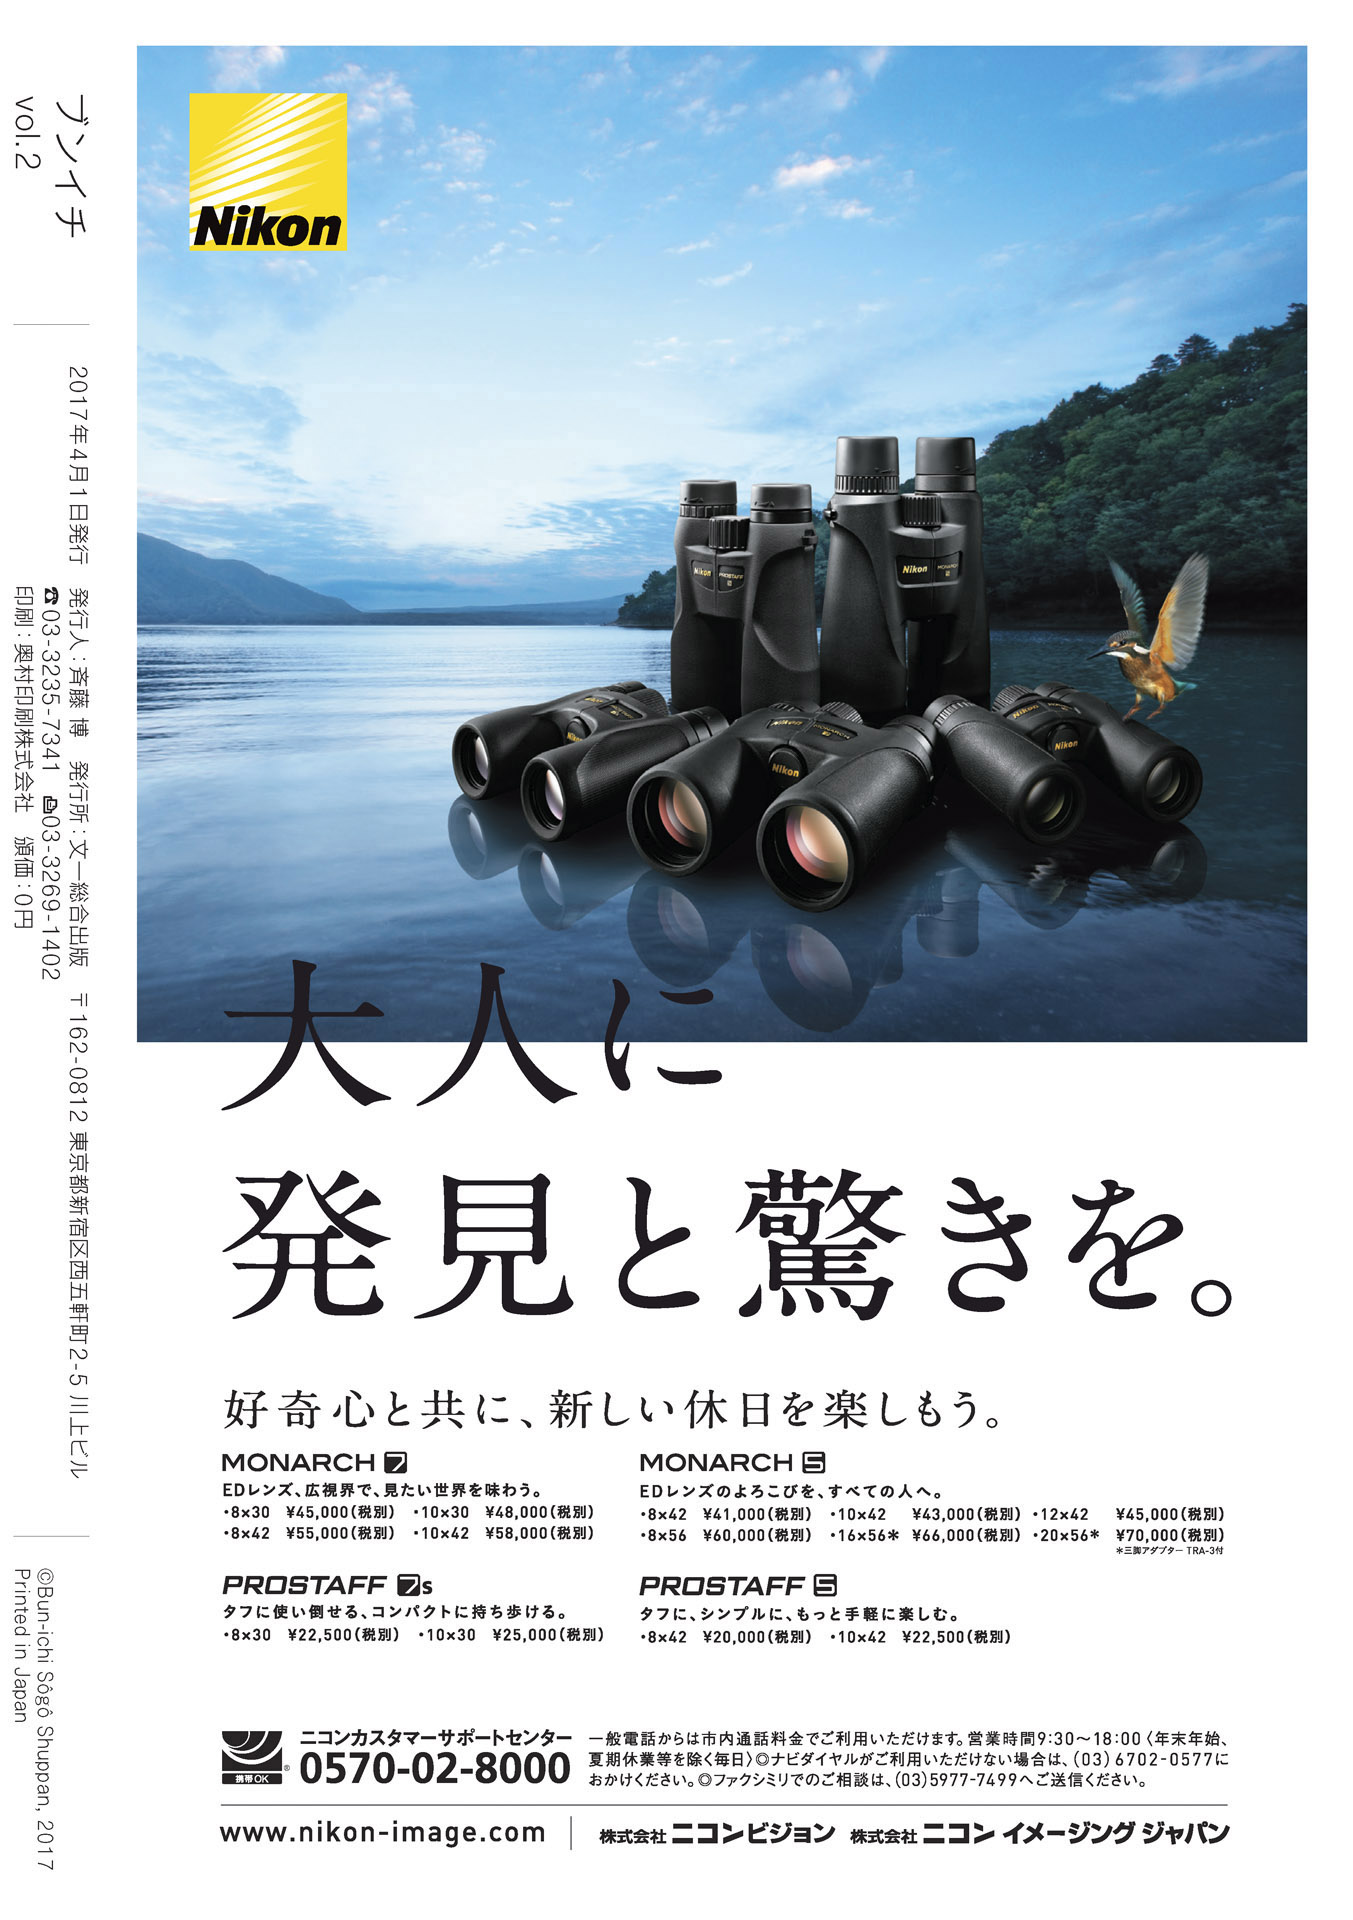 ブンイチ
vol.2
2017年4月1日発行 発行人:斉藤 博 発行所:文一総合出版 〒162-0812 東京都新宿区西五軒町2-5 川上ビル
☎03-3235-7341 📠03-3269-1402
印刷:奥村印刷株式会社 頒価:0円
©Bun-ichi Sôgô Shuppan, 2017
Printed in Japan
Nikon
Nikon PROSTAFF 5
Nikon MONARCH 5
Nikon
Nikon MONARCH 7
Nikon
大人に
発見と驚きを。
好奇心と共に、新しい休日を楽しもう。
MONARCH 7
EDレンズ、広視界で、見たい世界を味わう。
・8×30 ¥45,000(税別) ・10×30 ¥48,000(税別)
・8×42 ¥55,000(税別) ・10×42 ¥58,000(税別)
MONARCH 5
EDレンズのよろこびを、すべての人へ。
・8×42 ¥41,000(税別) ・10×42 ¥43,000(税別) ・12×42 ¥45,000(税別)
・8×56 ¥60,000(税別) ・16×56* ¥66,000(税別) ・20×56* ¥70,000(税別)
*三脚アダプター TRA-3付
PROSTAFF 7s
タフに使い倒せる、コンパクトに持ち歩ける。
・8×30 ¥22,500(税別) ・10×30 ¥25,000(税別)
PROSTAFF 5
タフに、シンプルに、もっと手軽に楽しむ。
・8×42 ¥20,000(税別) ・10×42 ¥22,500(税別)
携帯OK
ニコンカスタマーサポートセンター
0570-02-8000
一般電話からは市内通話料金でご利用いただけます。営業時間9:30〜18:00〈年末年始、
夏期休業等を除く毎日〉◎ナビダイヤルがご利用いただけない場合は、(03)6702-0577に
おかけください。◎ファクシミリでのご相談は、(03)5977-7499へご送信ください。
www.nikon-image.com
株式会社 ニコンビジョン 株式会社 ニコン イメージング ジャパン